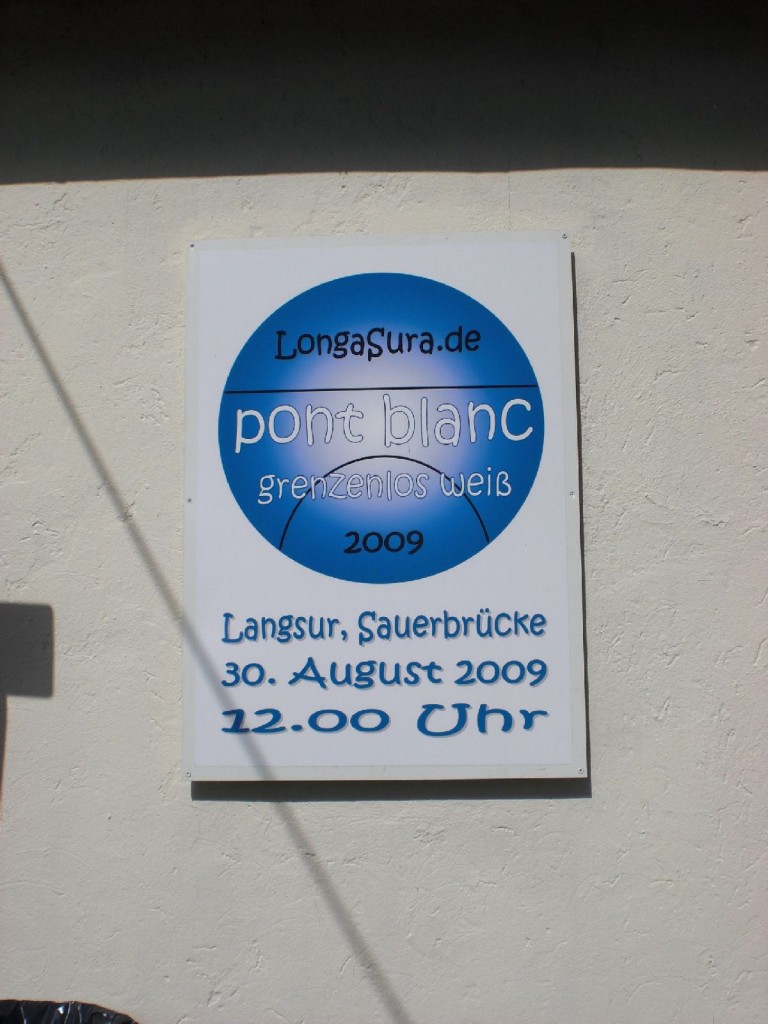 LongaSura.de
pont blanc
grenzenlos weiß
2009
Langsur, Sauerbrücke
30. August 2009
12.00 Uhr